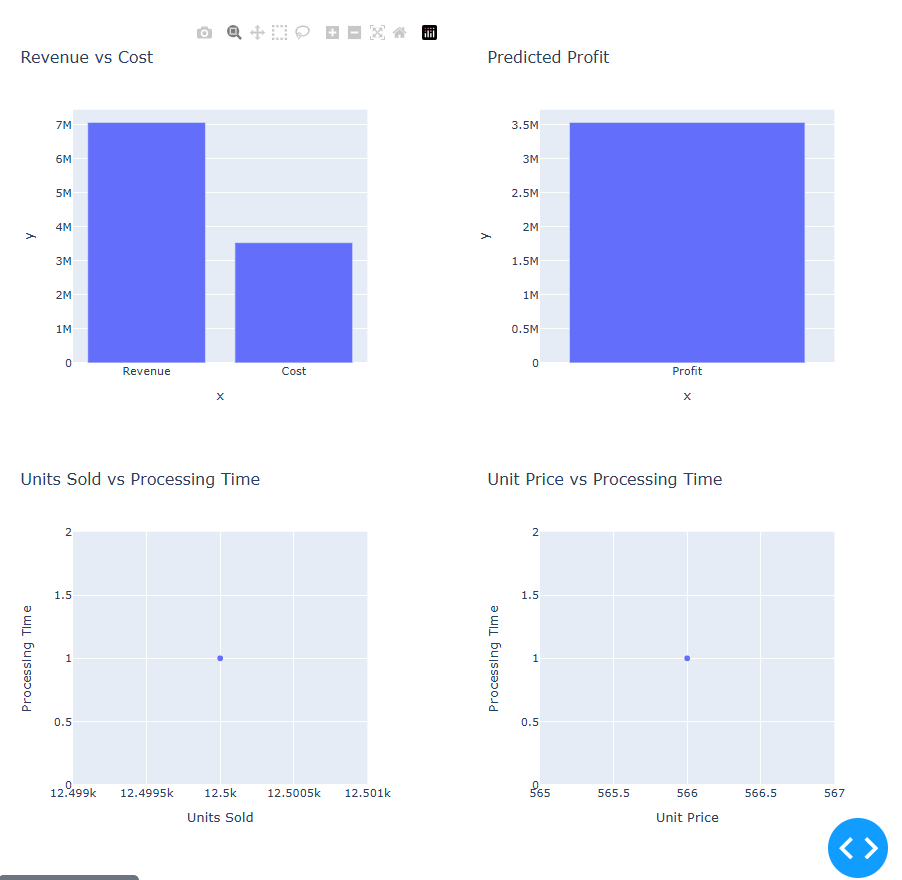 Revenue vs Cost
7M
6M
5M
4M
3M
2M
1M
0
y
Revenue
Cost
x
Predicted Profit
3.5M
3M
2.5M
2M
1.5M
1M
0.5M
0
y
Profit
x
Units Sold vs Processing Time
2
1.5
1
0.5
0
Processing Time
12.499k
12.4995k
12.5k
12.5005k
12.501k
Units Sold
Unit Price vs Processing Time
2
1.5
1
0.5
0
Processing Time
565
565.5
566
566.5
567
Unit Price